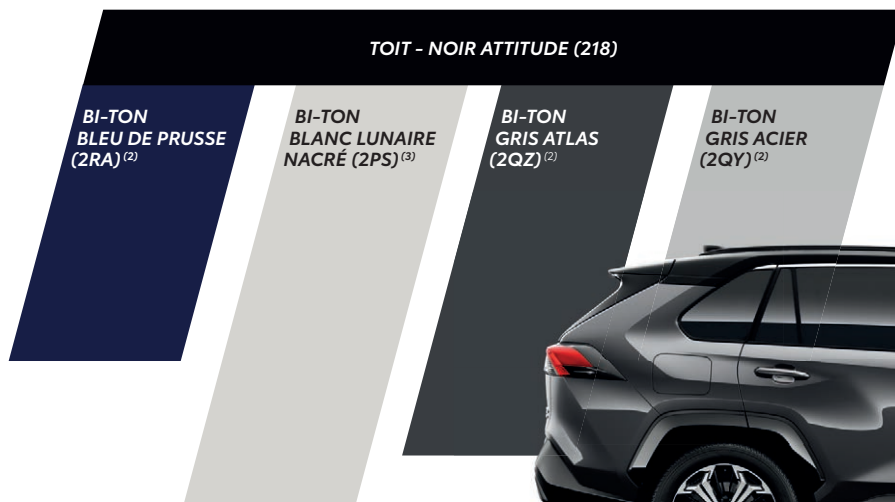 TOIT - NOIR ATTITUDE (218)
BI-TON
BLEU DE PRUSSE
(2RA) (2)
BI-TON
BLANC LUNAIRE
NACRÉ (2PS) (3)
BI-TON
GRIS ATLAS
(2QZ) (2)
BI-TON
GRIS ACIER
(2QY) (2)